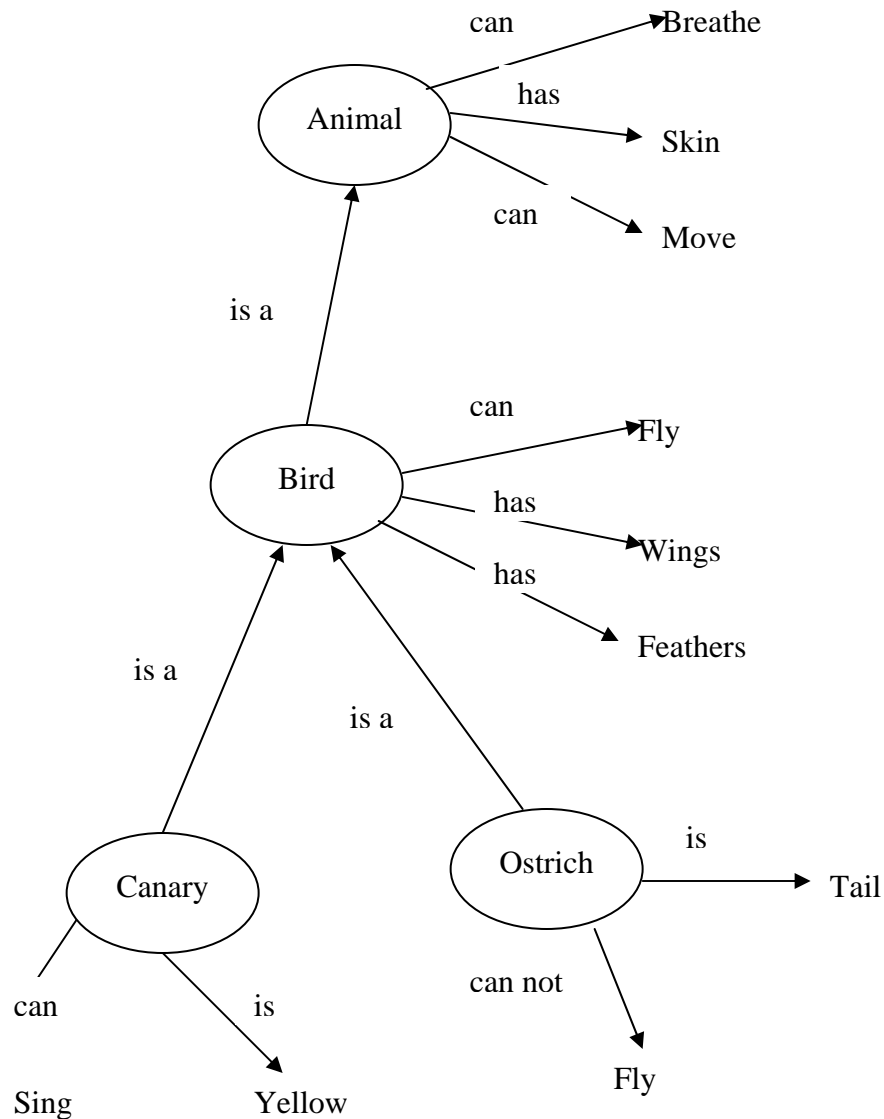 can
Breathe
Animal
has
Skin
can
Move
is a
can
Fly
Bird
has
Wings
has
Feathers
is a
is a
Canary
Ostrich
is
Tail
can
is
can not
Sing
Yellow
Fly